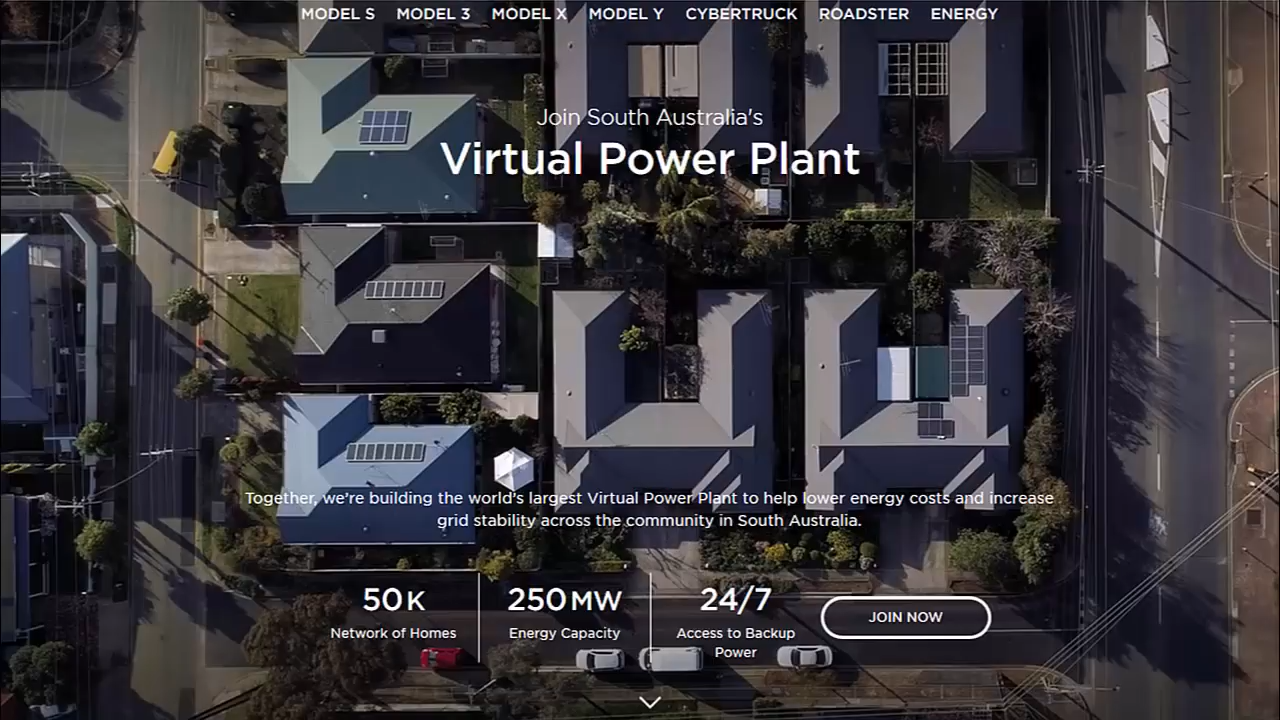 MODEL S MODEL 3 MODEL X MODEL Y CYBERTRUCK ROADSTER ENERGY
Join South Australia's
Virtual Power Plant
Together, we're building the world's largest Virtual Power Plant to help lower energy costs and increase
grid stability across the community in South Australia.
50K
Network of Homes
250MW
Energy Capacity
24/7
Access to Backup
Power
JOIN NOW